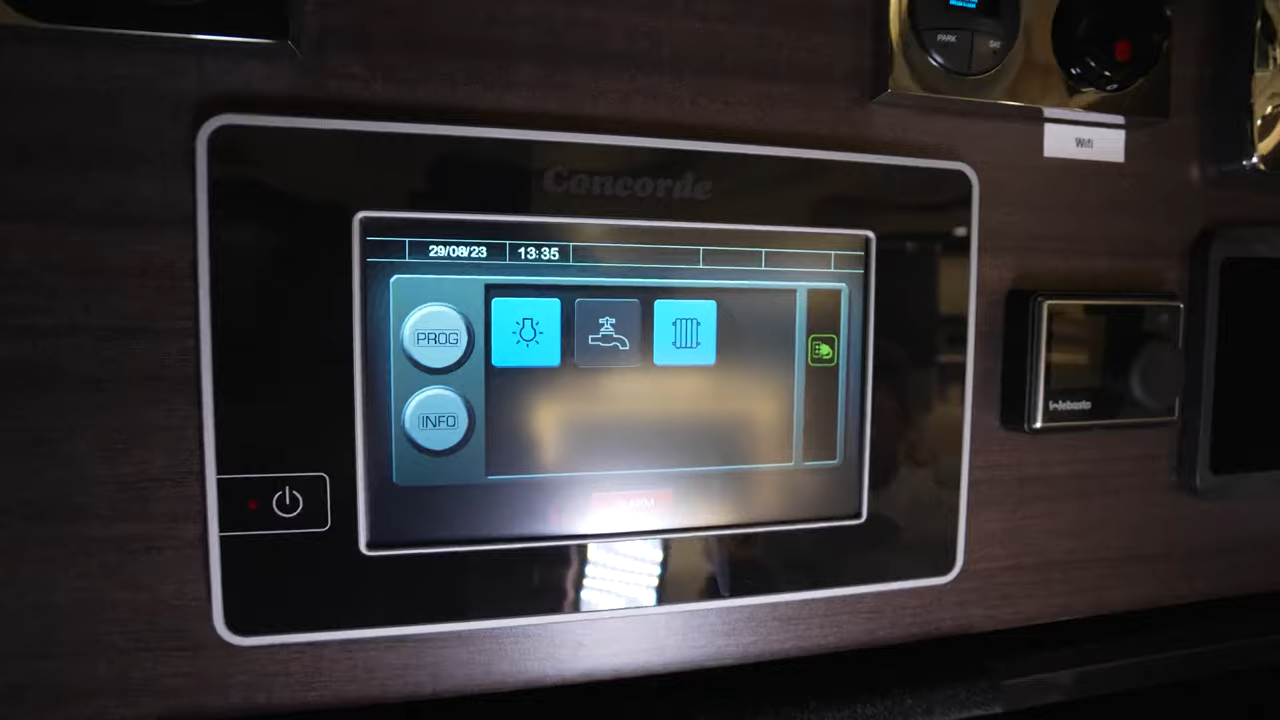 PARK
SAT
Wifi
Concorde
29/08/23
13:35
PROG
INFO
Webasto